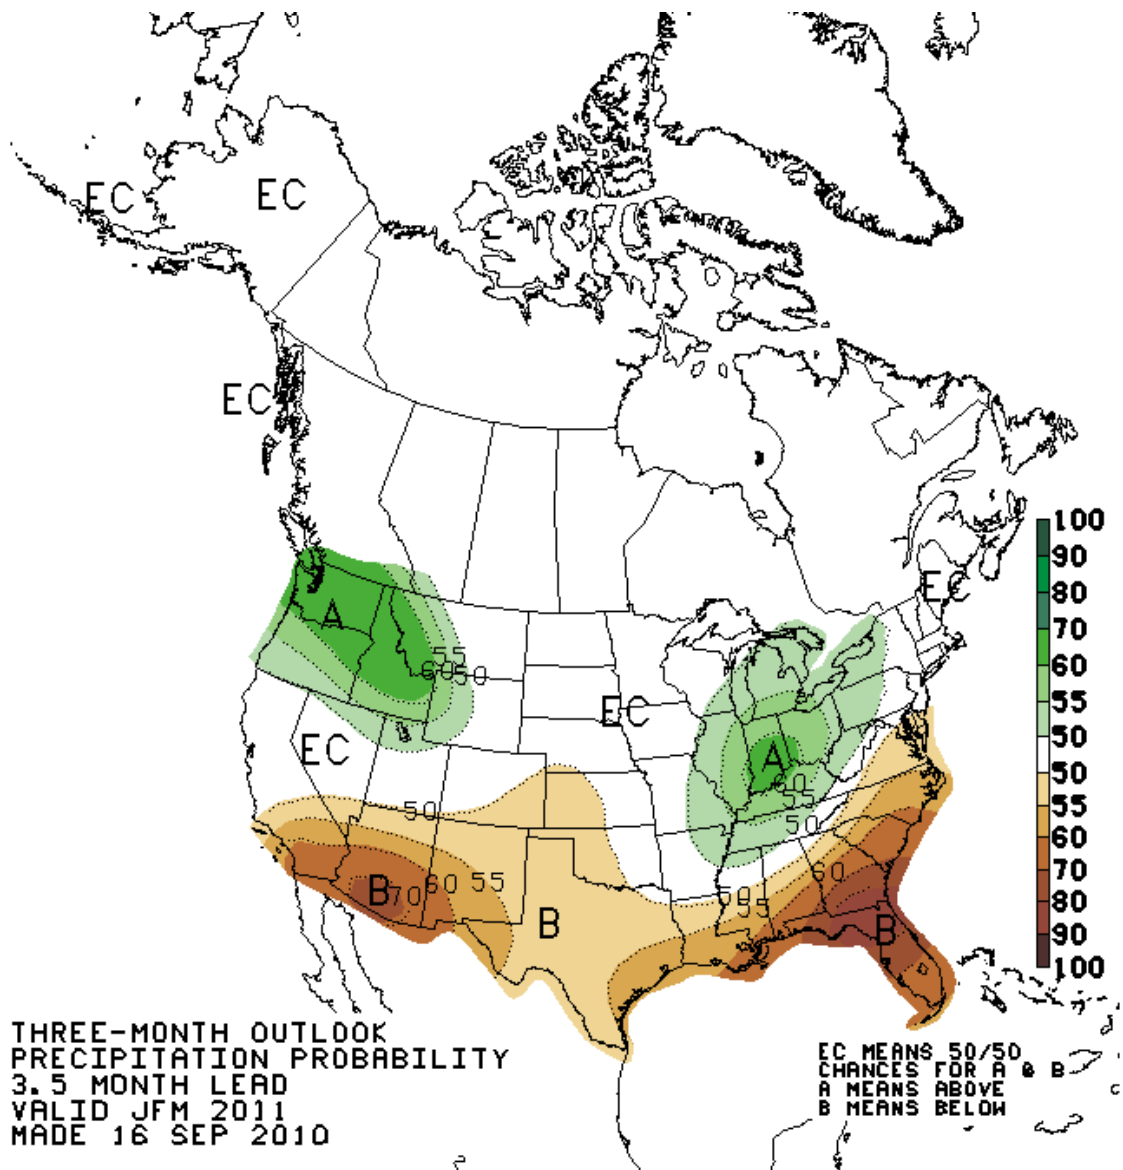 EC
EC
EC
A
55
60 50
EC
EC
EC
A
60
55
50
50
B 70 60 55
B
50
55
60
B
100
90
80
70
60
55
50
50
55
60
70
80
90
100
THREE-MONTH OUTLOOK
PRECIPITATION PROBABILITY
3.5 MONTH LEAD
VALID JFM 2011
MADE 16 SEP 2010
EC MEANS 50/50
CHANCES FOR A & B
A MEANS ABOVE
B MEANS BELOW